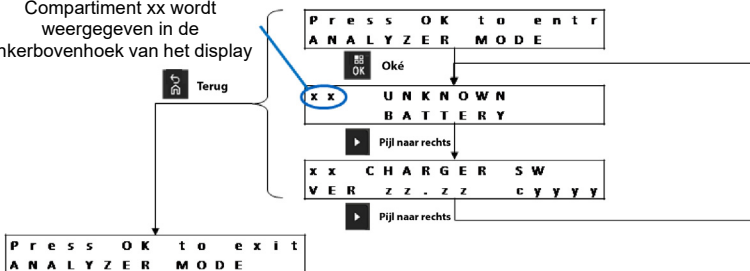 Compartiment xx wordt
weergegeven in de
nkerbovenhoek van het display
Press OK to entr
ANALYZER MODE
OK
Oké
Terug
xx UNKNOWN
BATTERY
Pijl naar rechts
xx CHARGER SW
VER zz.zz cyyyy
Pijl naar rechts
Press OK to exit
ANALYZER MODE